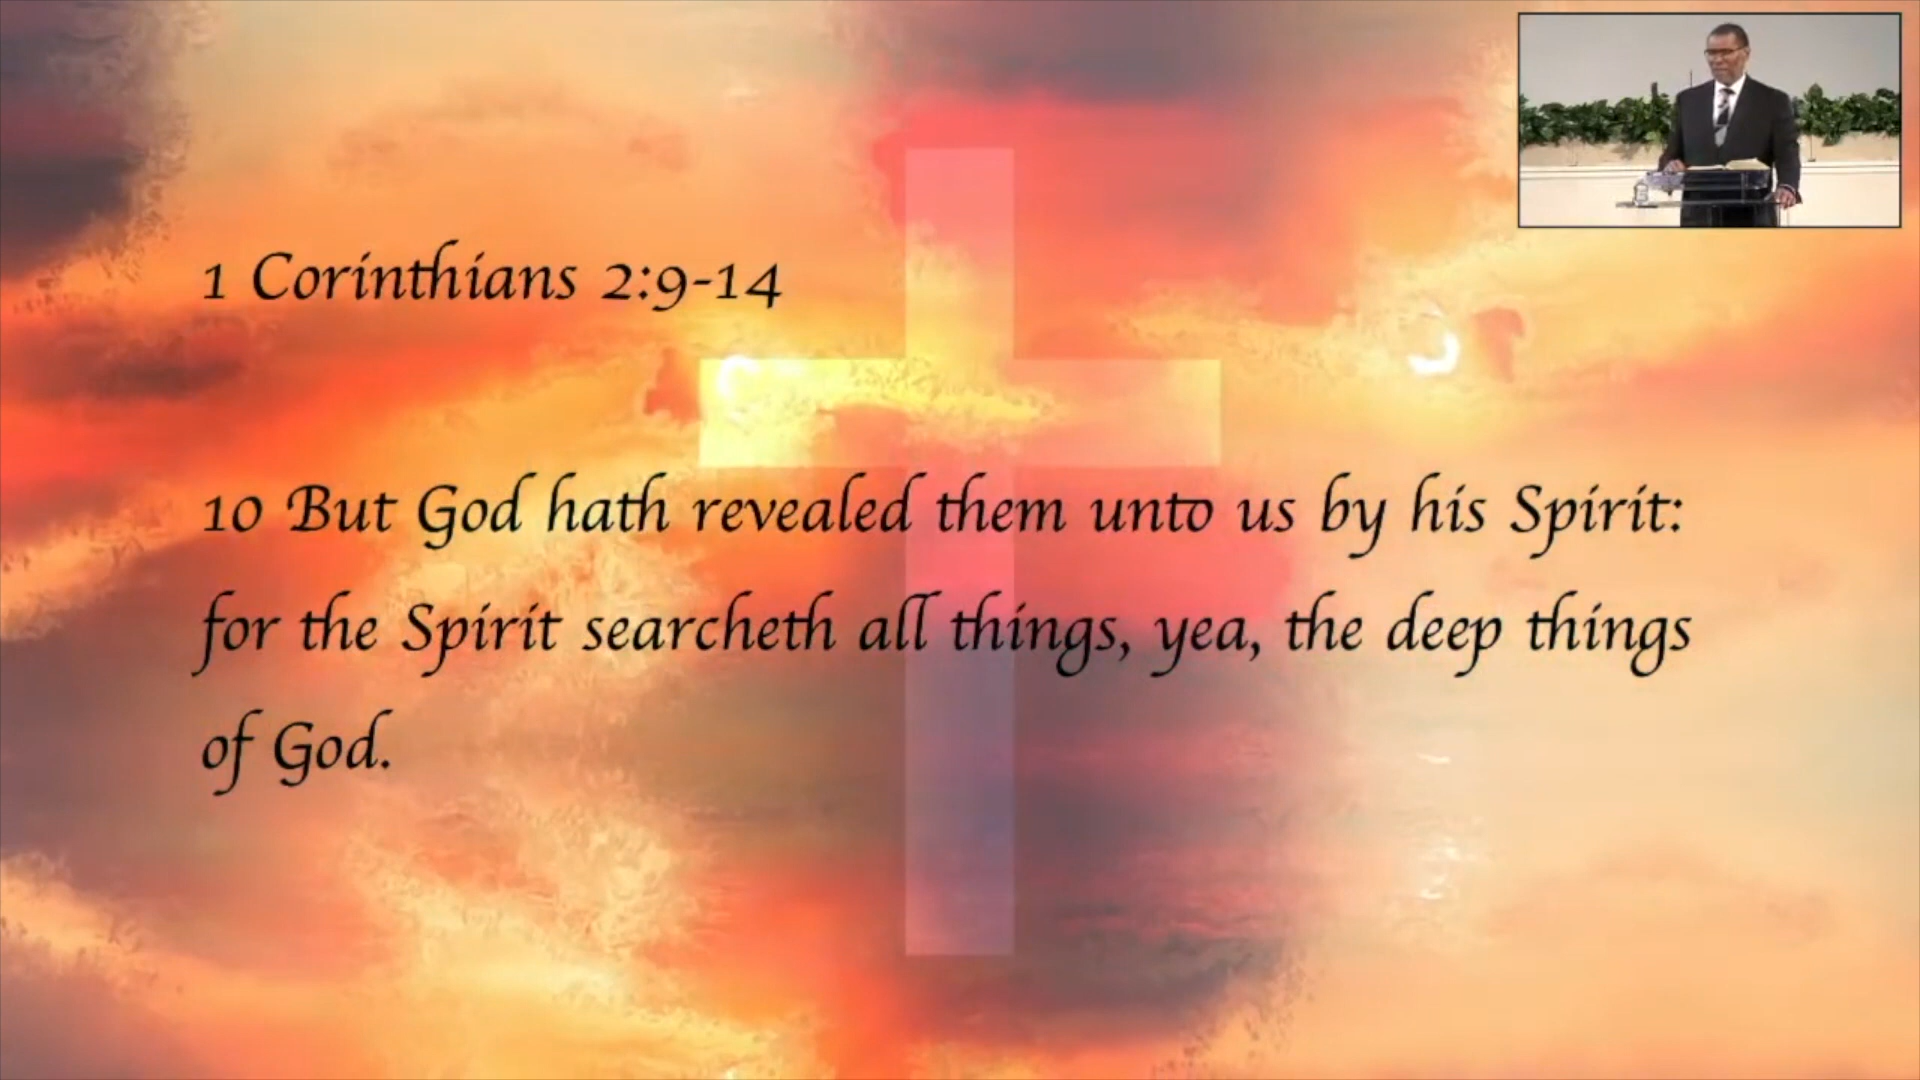 1 Corinthians 2:9-14
10 But God hath revealed them unto us by his Spirit:
for the Spirit searcheth all things, yea, the deep things
of God.